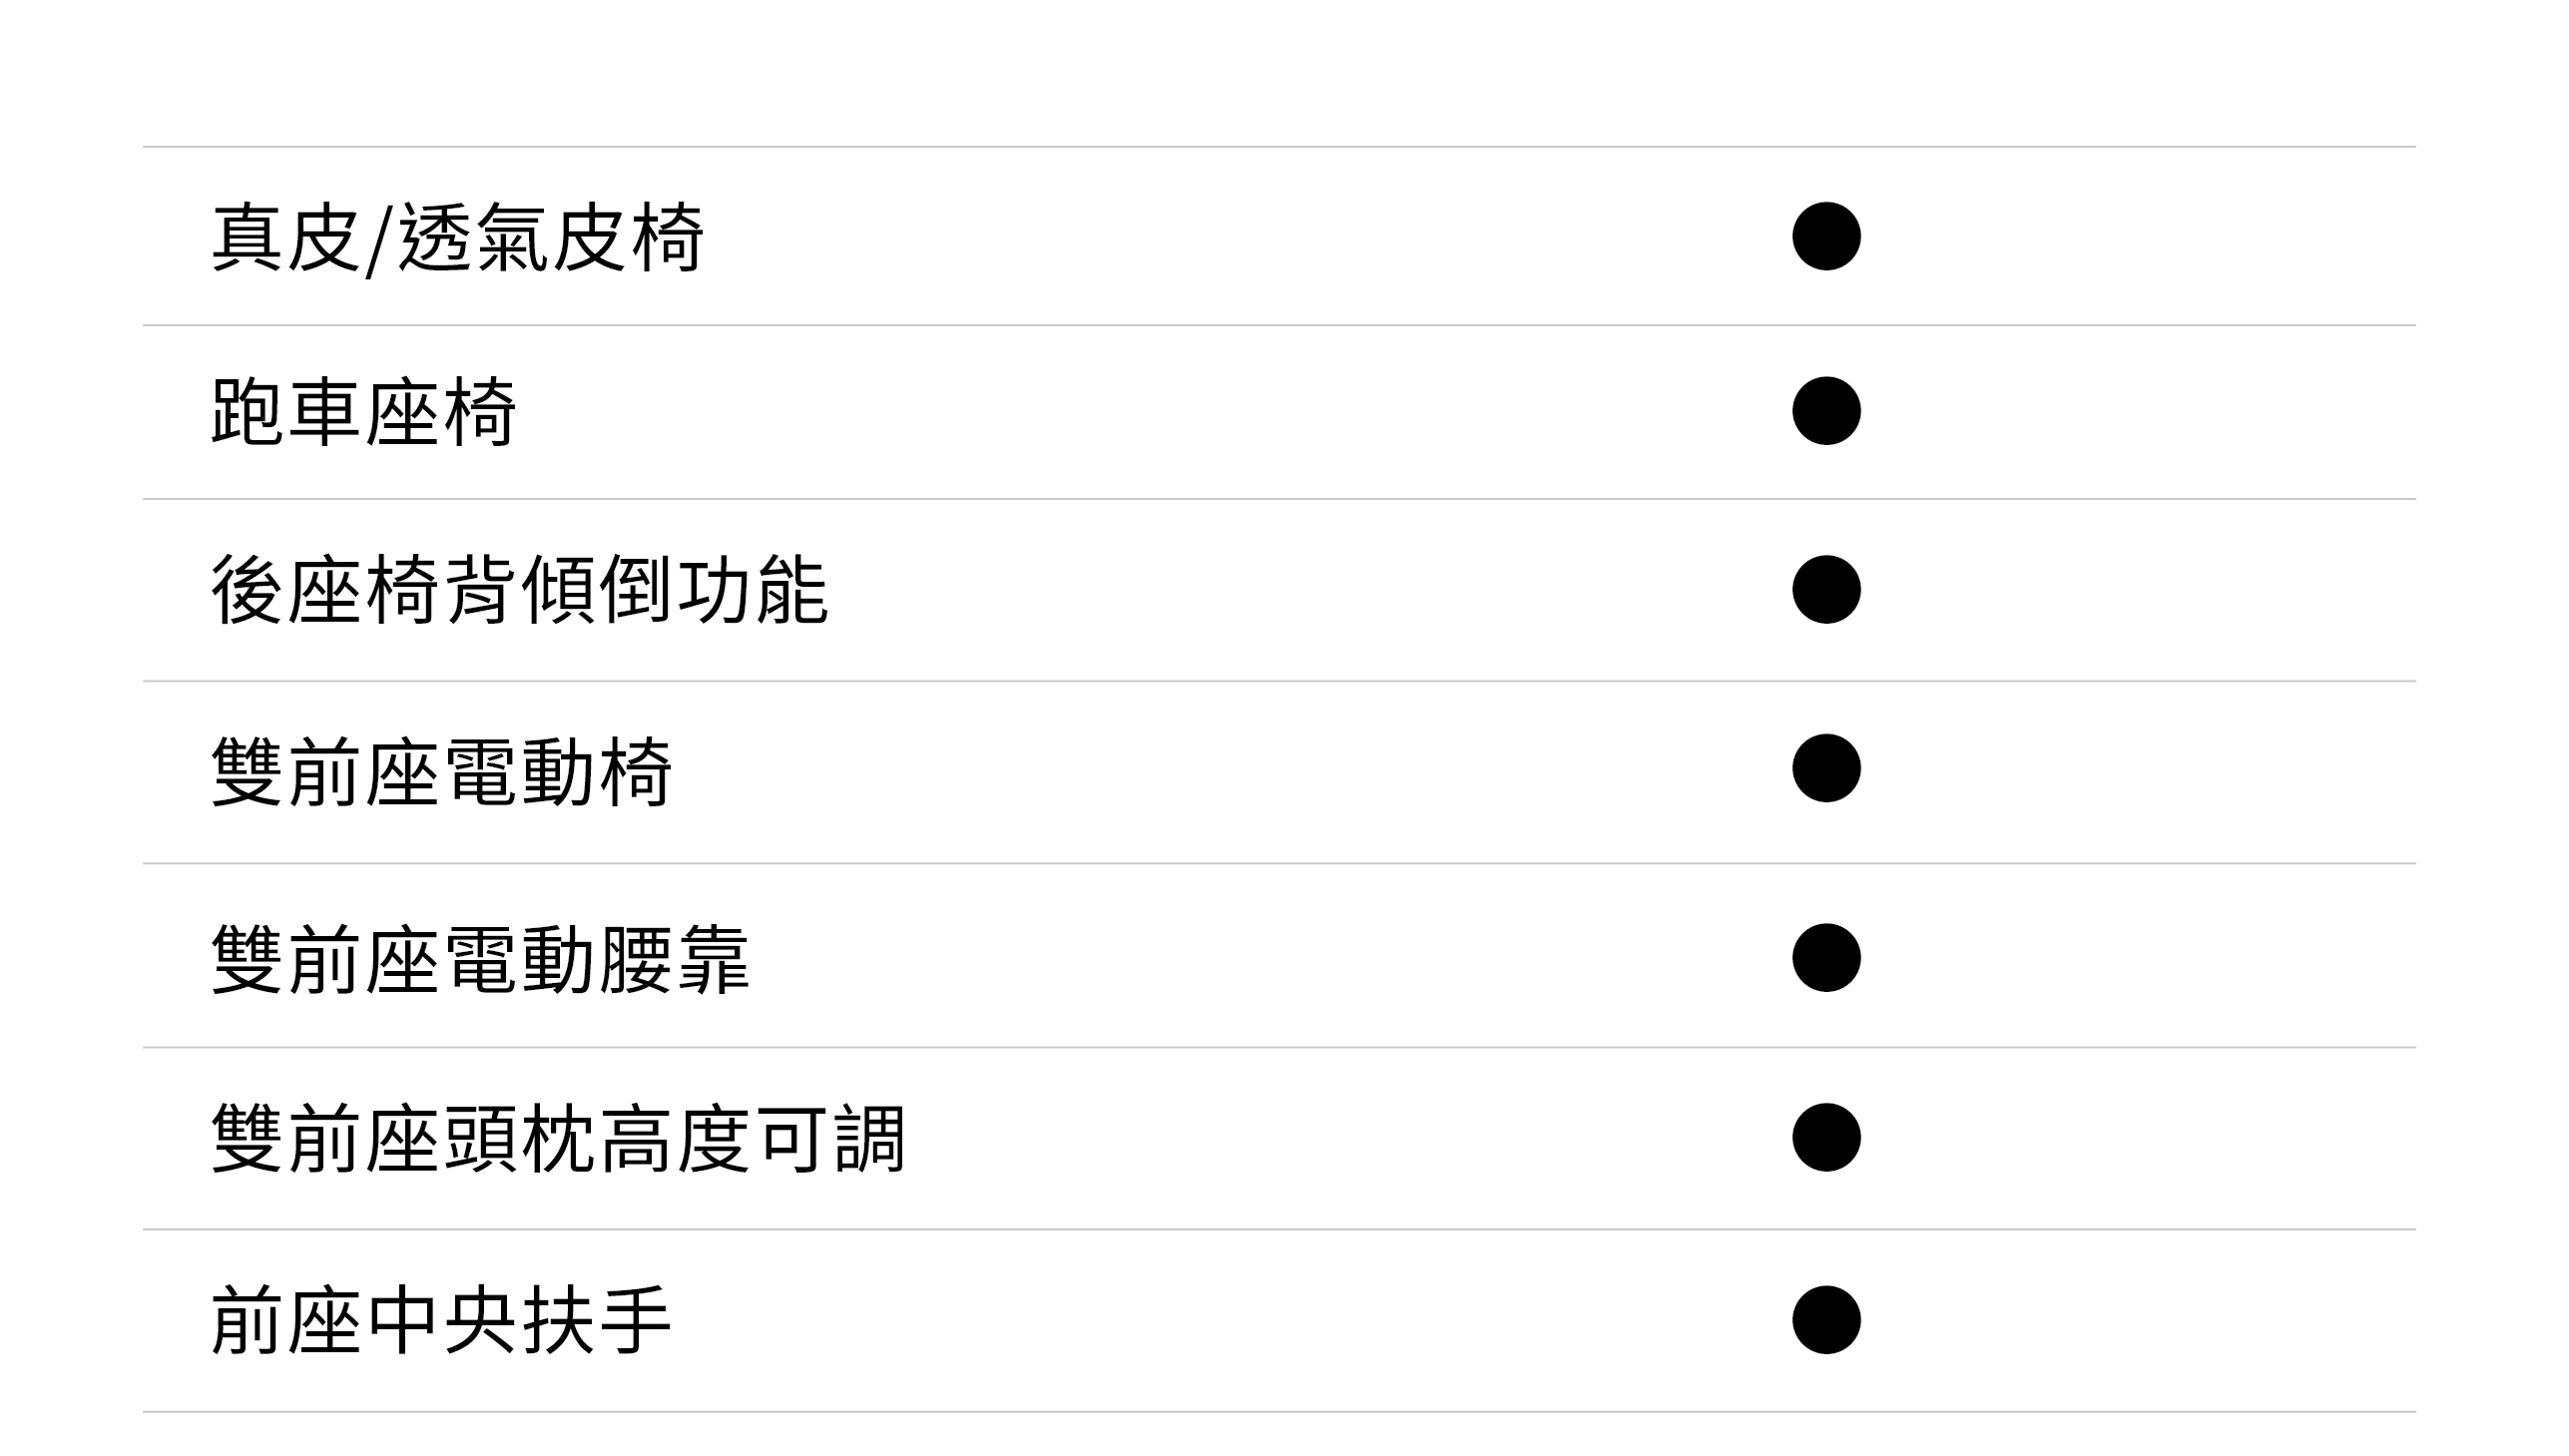 真皮/透氣皮椅 ●
跑車座椅 ●
後座椅背傾倒功能 ●
雙前座電動椅 ●
雙前座電動腰靠 ●
雙前座頭枕高度可調 ●
前座中央扶手 ●